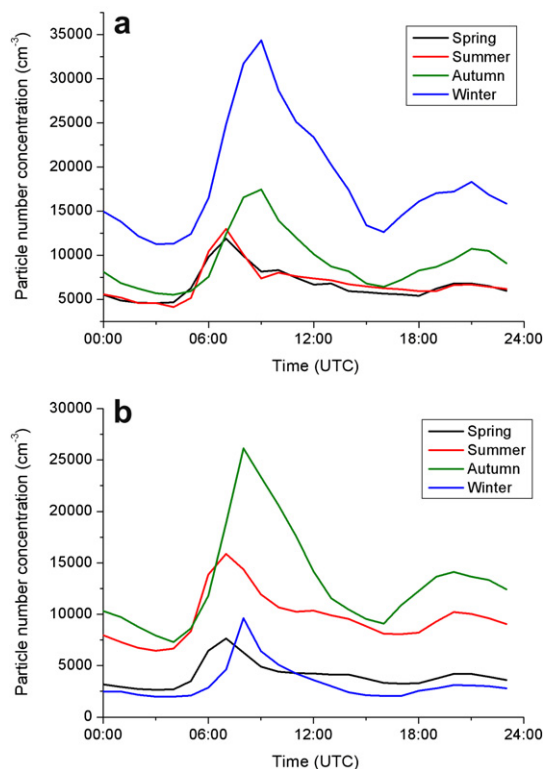 a
Spring
Summer
Autumn
Winter
35000
30000
25000
20000
15000
10000
5000
Particle number concentration (cm⁻³)
00:00 06:00 12:00 18:00 24:00
Time (UTC)
b
Spring
Summer
Autumn
Winter
30000
25000
20000
15000
10000
5000
0
Particle number concentration (cm⁻³)
00:00 06:00 12:00 18:00 24:00
Time (UTC)